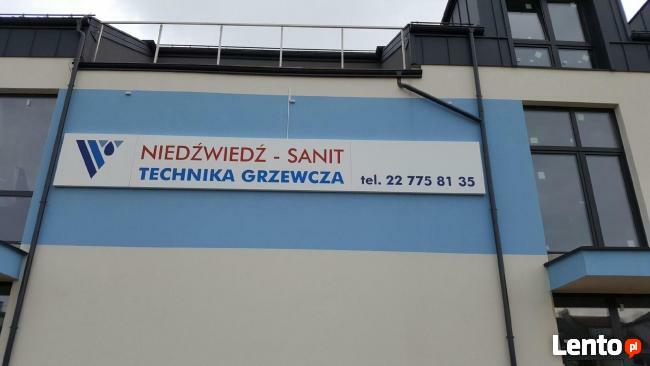 NIEDŹWIEDŹ - SANIT
TECHNIKA GRZEWCZA tel. 22 775 81 35
Lento.pl